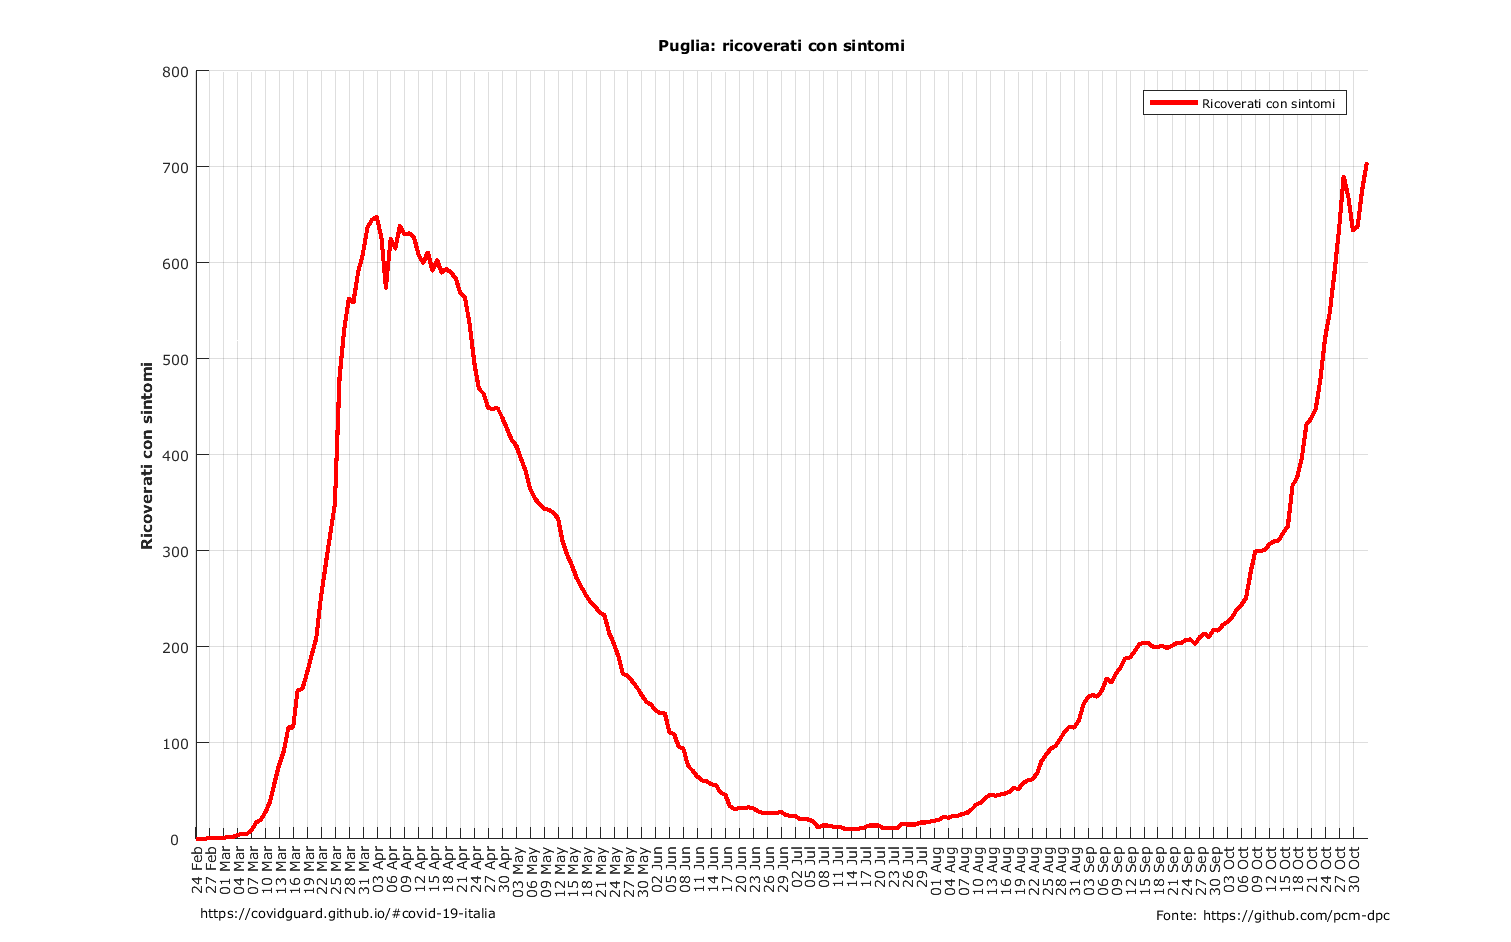 Puglia: ricoverati con sintomi
Ricoverati con sintomi
Ricoverati con sintomi
800
700
600
500
400
300
200
100
0
24 Feb
27 Feb
01 Mar
04 Mar
07 Mar
10 Mar
13 Mar
16 Mar
19 Mar
22 Mar
25 Mar
28 Mar
31 Mar
03 Apr
06 Apr
09 Apr
12 Apr
15 Apr
18 Apr
21 Apr
24 Apr
27 Apr
30 Apr
03 May
06 May
09 May
12 May
15 May
18 May
21 May
24 May
27 May
30 May
02 Jun
05 Jun
08 Jun
11 Jun
14 Jun
17 Jun
20 Jun
23 Jun
26 Jun
29 Jun
02 Jul
05 Jul
08 Jul
11 Jul
14 Jul
17 Jul
20 Jul
23 Jul
26 Jul
29 Jul
01 Aug
04 Aug
07 Aug
10 Aug
13 Aug
16 Aug
19 Aug
22 Aug
25 Aug
28 Aug
31 Aug
03 Sep
06 Sep
09 Sep
12 Sep
15 Sep
18 Sep
21 Sep
24 Sep
27 Sep
30 Sep
03 Oct
06 Oct
09 Oct
12 Oct
15 Oct
18 Oct
21 Oct
24 Oct
27 Oct
30 Oct
https://covidguard.github.io/#covid-19-italia
Fonte: https://github.com/pcm-dpc